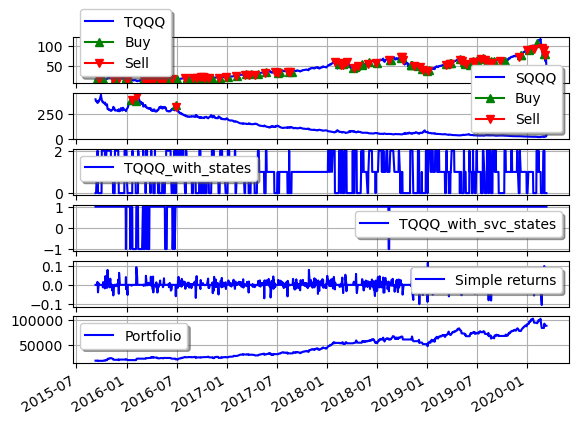 TQQQ
Buy
Sell
100
50
SQQQ
Buy
Sell
250
0
2
TQQQ_with_states
0
1
TQQQ_with_svc_states
0
−1
0.1
Simple returns
0.0
−0.1
100000
Portfolio
50000
2015-07
2016-01
2016-07
2017-01
2017-07
2018-01
2018-07
2019-01
2019-07
2020-01